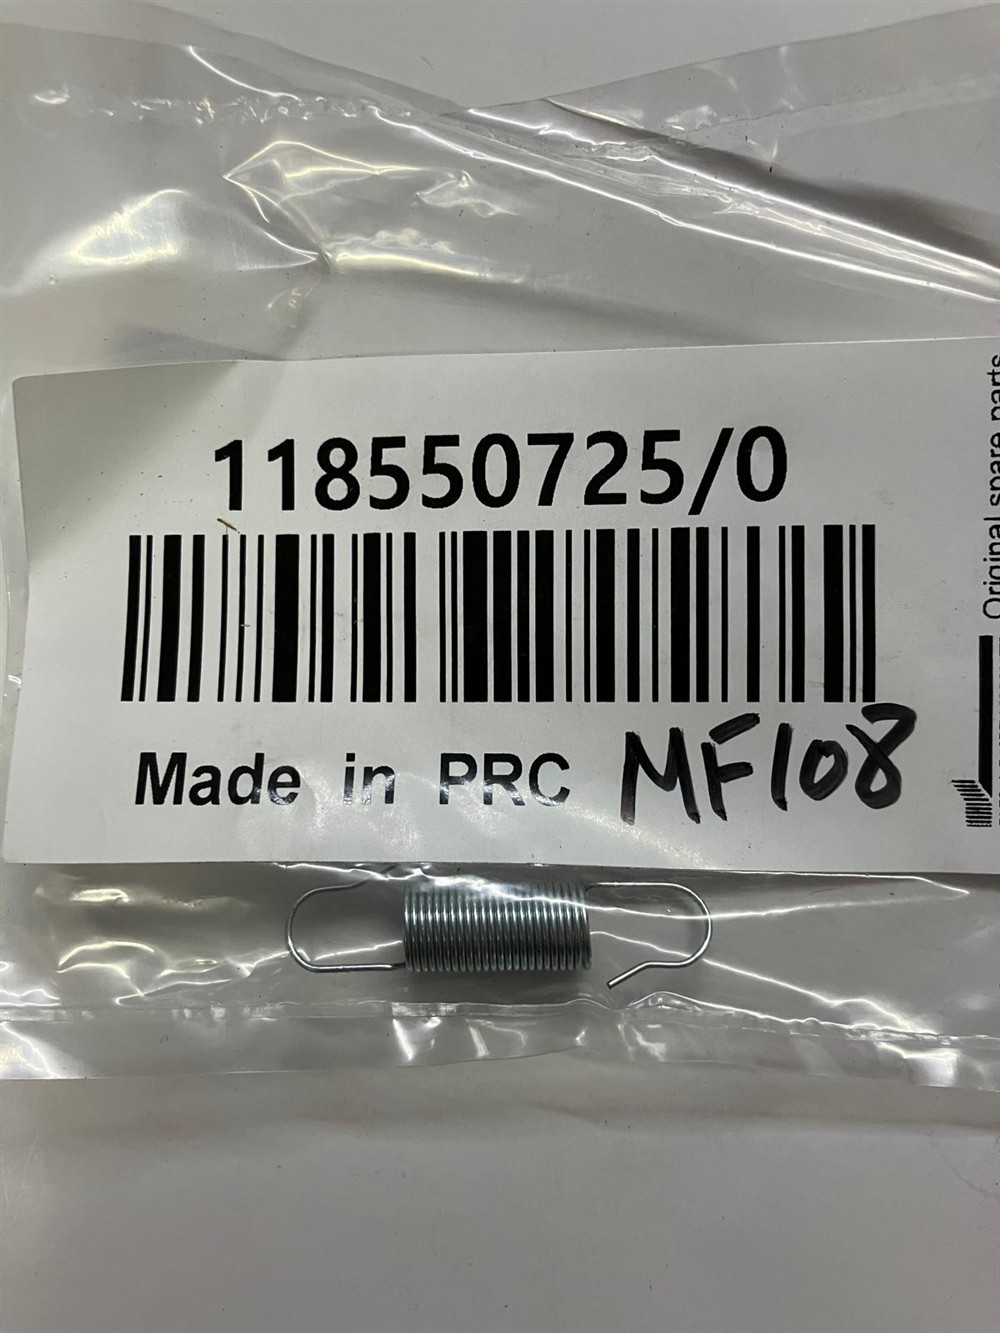 118550725/0
Made in PRC
MF108
Original spare parts